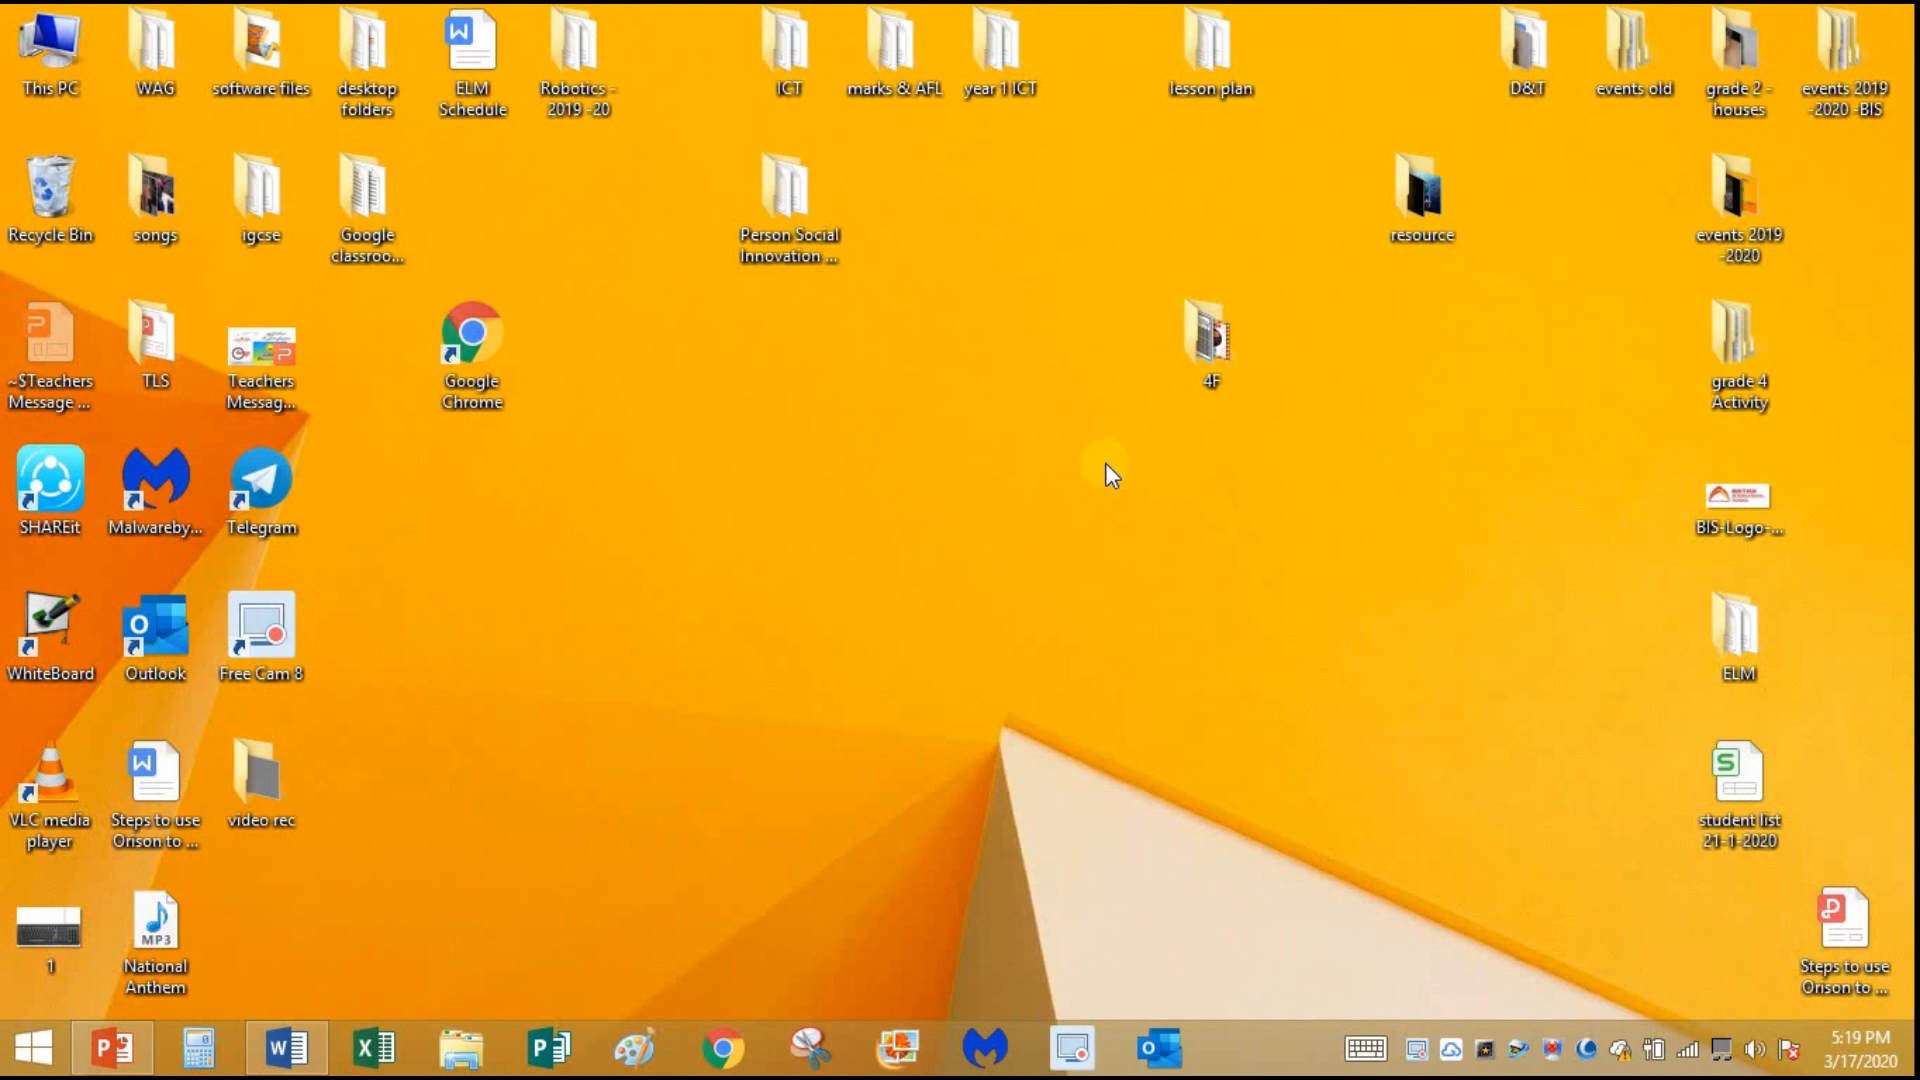 This PC
WAG
software files
desktop
folders
ELM
Schedule
Robotics -
2019 -20
ICT
marks & AFL
year 1 ICT
lesson plan
D&T
events old
grade 2 -
houses
events 2019
-2020 -BIS
Recycle Bin
songs
igcse
Google
classroo...
Person Social
Innovation ...
resource
events 2019
-2020
~$Teachers
Message ...
TLS
Teachers
Messag...
Google
Chrome
4F
grade 4
Activity
SHAREit
Malwareby...
Telegram
BIS-Logo-...
WhiteBoard
Outlook
Free Cam 8
ELM
VLC media
player
Steps to use
Orison to ...
video rec
student list
21-1-2020
1
MP3
National
Anthem
Steps to use
Orison to ...
5:19 PM
3/17/2020